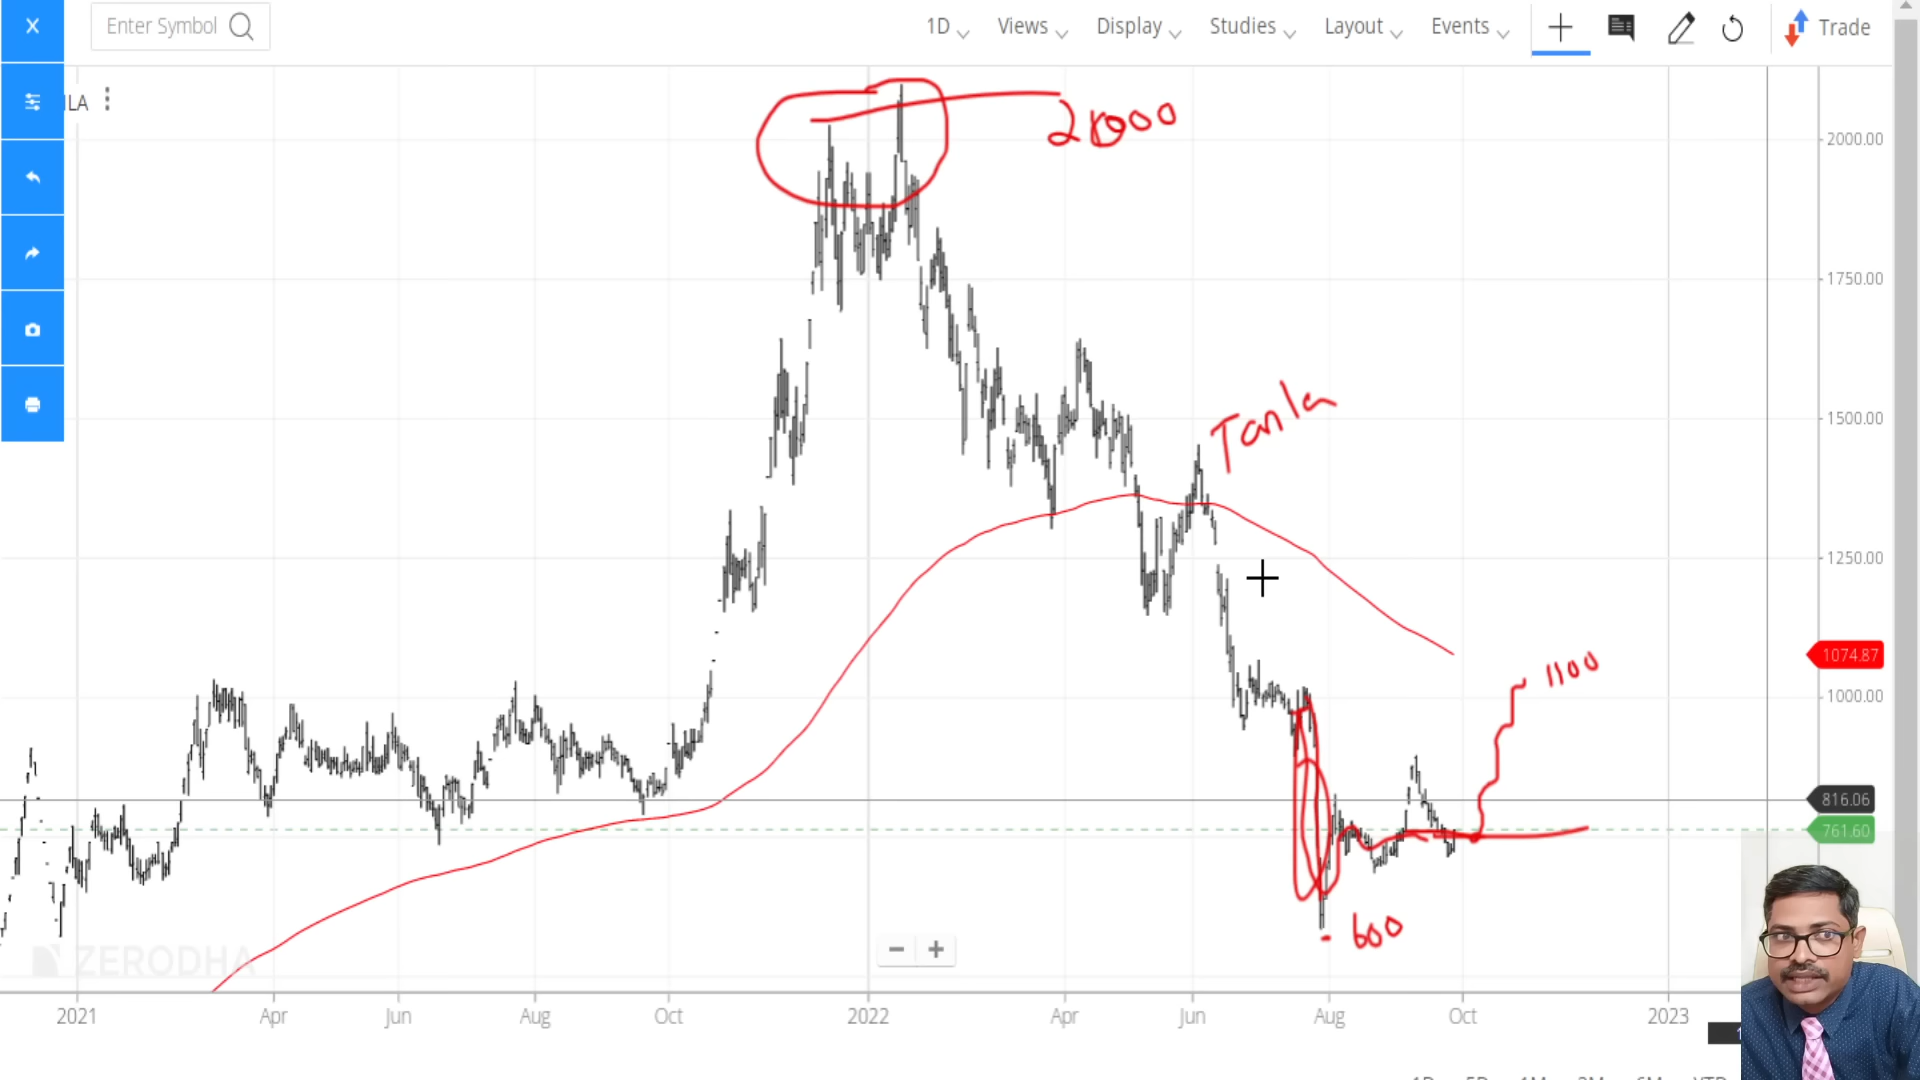 Enter Symbol 1D Views Display Studies Layout Events Trade
LA
2000.00
1750.00
Tanla
1500.00
1250.00
1100
1074.87
1000.00
816.06
761.60
600
ZERODHA
− +
2021 Apr Jun Aug Oct 2022 Apr Jun Aug Oct 2023